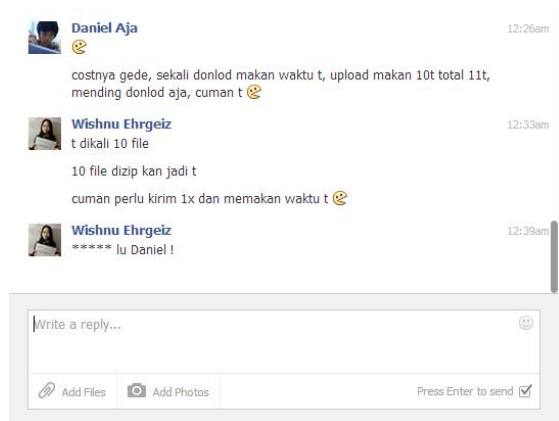 Daniel Aja 12:26am
costnya gede, sekali donlod makan waktu t, upload makan 10t total 11t,
mending donlod aja, cuman t
Wishnu Ehrgeiz 12:33am
t dikali 10 file
10 file dizip kan jadi t
cuman perlu kirim 1x dan memakan waktu t
Wishnu Ehrgeiz 12:39am
***** lu Daniel !
Write a reply...
Add Files Add Photos Press Enter to send